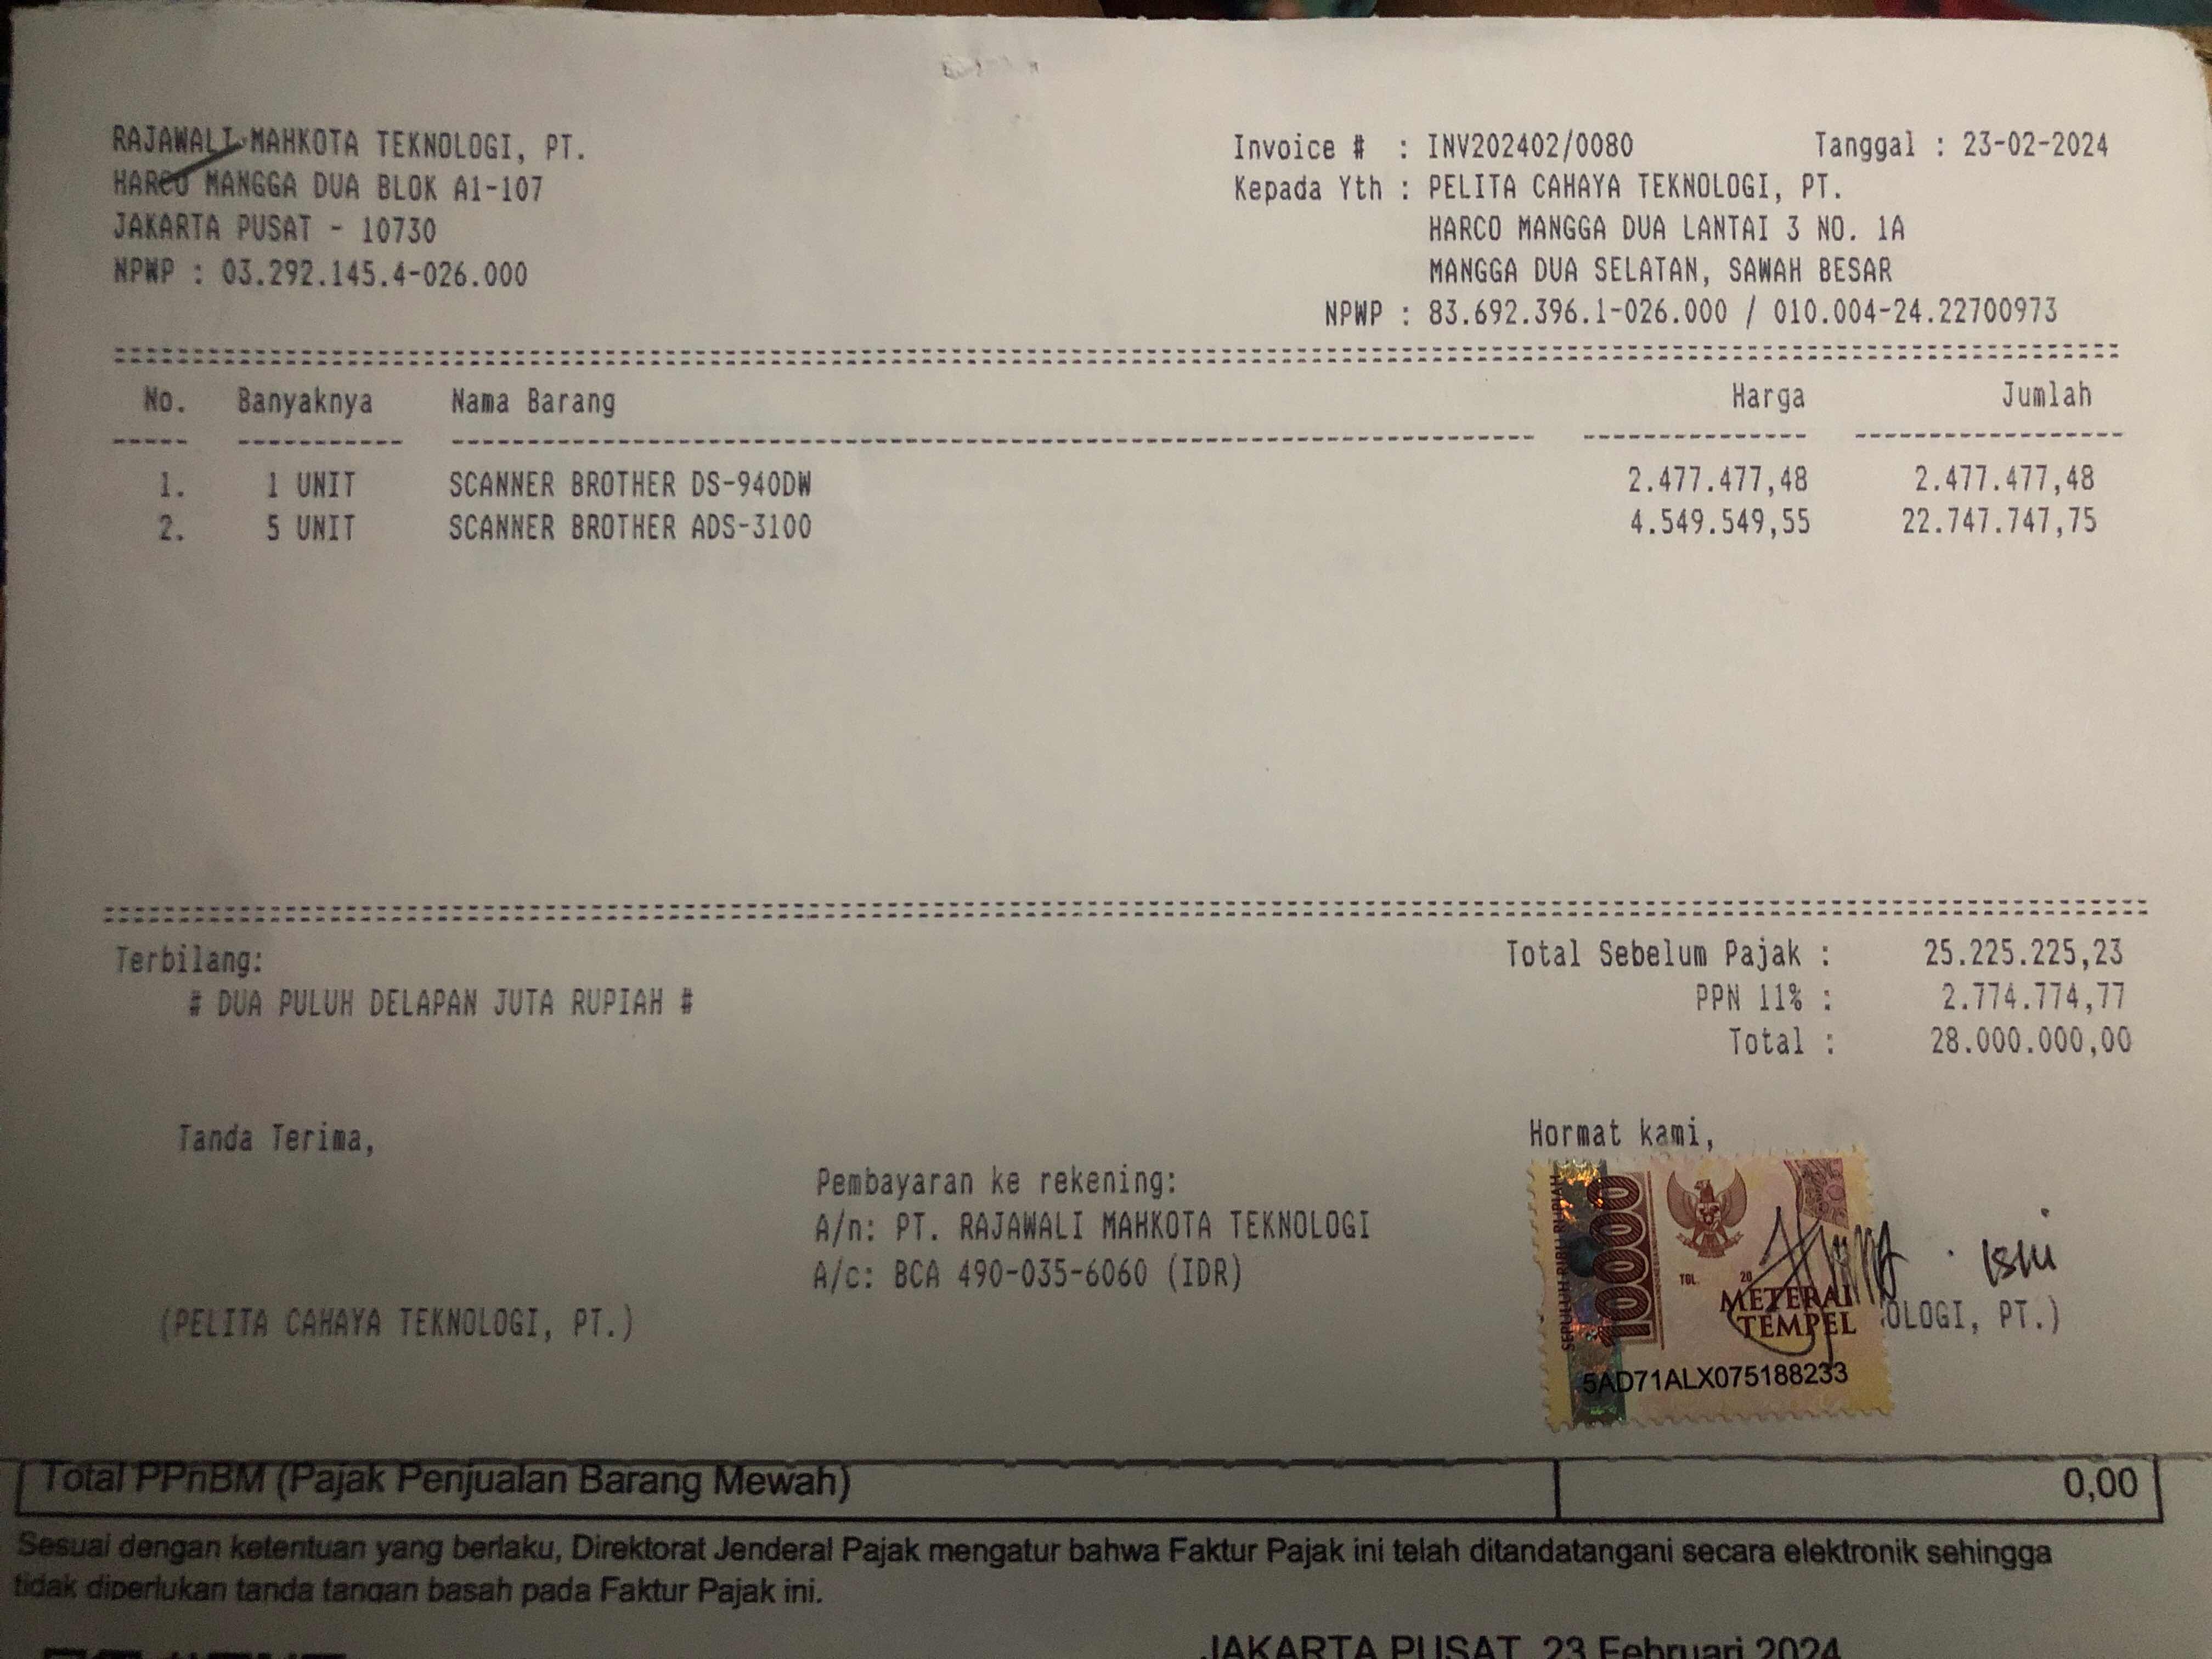 RAJAWALI MAHKOTA TEKNOLOGI, PT.
HARCO MANGGA DUA BLOK A1-107
JAKARTA PUSAT - 10730
NPWP : 03.292.145.4-026.000
Invoice # : INV202402/0080 Tanggal : 23-02-2024
Kepada Yth : PELITA CAHAYA TEKNOLOGI, PT.
HARCO MANGGA DUA LANTAI 3 NO. 1A
MANGGA DUA SELATAN, SAWAH BESAR
NPWP : 83.692.396.1-026.000 / 010.004-24.22700973
No. Banyaknya Nama Barang Harga Jumlah
1. 1 UNIT SCANNER BROTHER DS-940DW 2.477.477,48 2.477.477,48
2. 5 UNIT SCANNER BROTHER ADS-3100 4.549.549,55 22.747.747,75
Terbilang:
# DUA PULUH DELAPAN JUTA RUPIAH #
Total Sebelum Pajak : 25.225.225,23
PPN 11% : 2.774.774,77
Total : 28.000.000,00
Tanda Terima,
(PELITA CAHAYA TEKNOLOGI, PT.)
Pembayaran ke rekening:
A/n: PT. RAJAWALI MAHKOTA TEKNOLOGI
A/c: BCA 490-035-6060 (IDR)
Hormat kami,
SEPULUH RIBU RUPIAH
10000
TGL. 20
METERAI
TEMPEL
5AD71ALX075188233
OLOGI, PT.)
Total PPnBM (Pajak Penjualan Barang Mewah) 0,00
Sesuai dengan ketentuan yang berlaku, Direktorat Jenderal Pajak mengatur bahwa Faktur Pajak ini telah ditandatangani secara elektronik sehingga
tidak diperlukan tanda tangan basah pada Faktur Pajak ini.
JAKARTA PUSAT, 23 Februari 2024